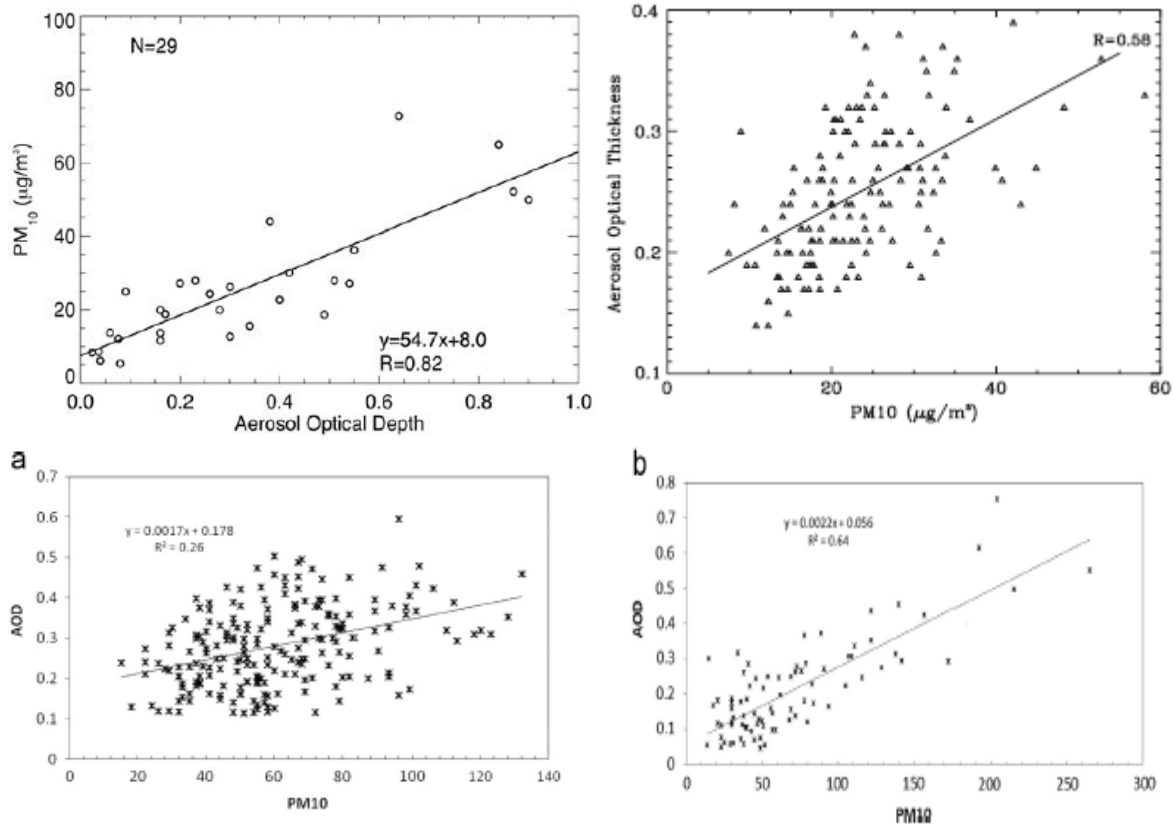 100
80
60
40
20
0
PM10 (μg/m³)
N=29
y=54.7x+8.0
R=0.82
0.0 0.2 0.4 0.6 0.8 1.0
Aerosol Optical Depth
0.4
0.3
0.2
0.1
Aerosol Optical Thickness
R=0.58
0 20 40 60
PM10 (μg/m³)
a
0.7
0.6
0.5
0.4
0.3
0.2
0.1
0
AOD
y = 0.0017x + 0.178
R² = 0.26
0 20 40 60 80 100 120 140
PM10
b
0.8
0.7
0.6
0.5
0.4
0.3
0.2
0.1
0
AOD
y = 0.0022x + 0.056
R² = 0.64
0 50 100 150 200 250 300
PM10